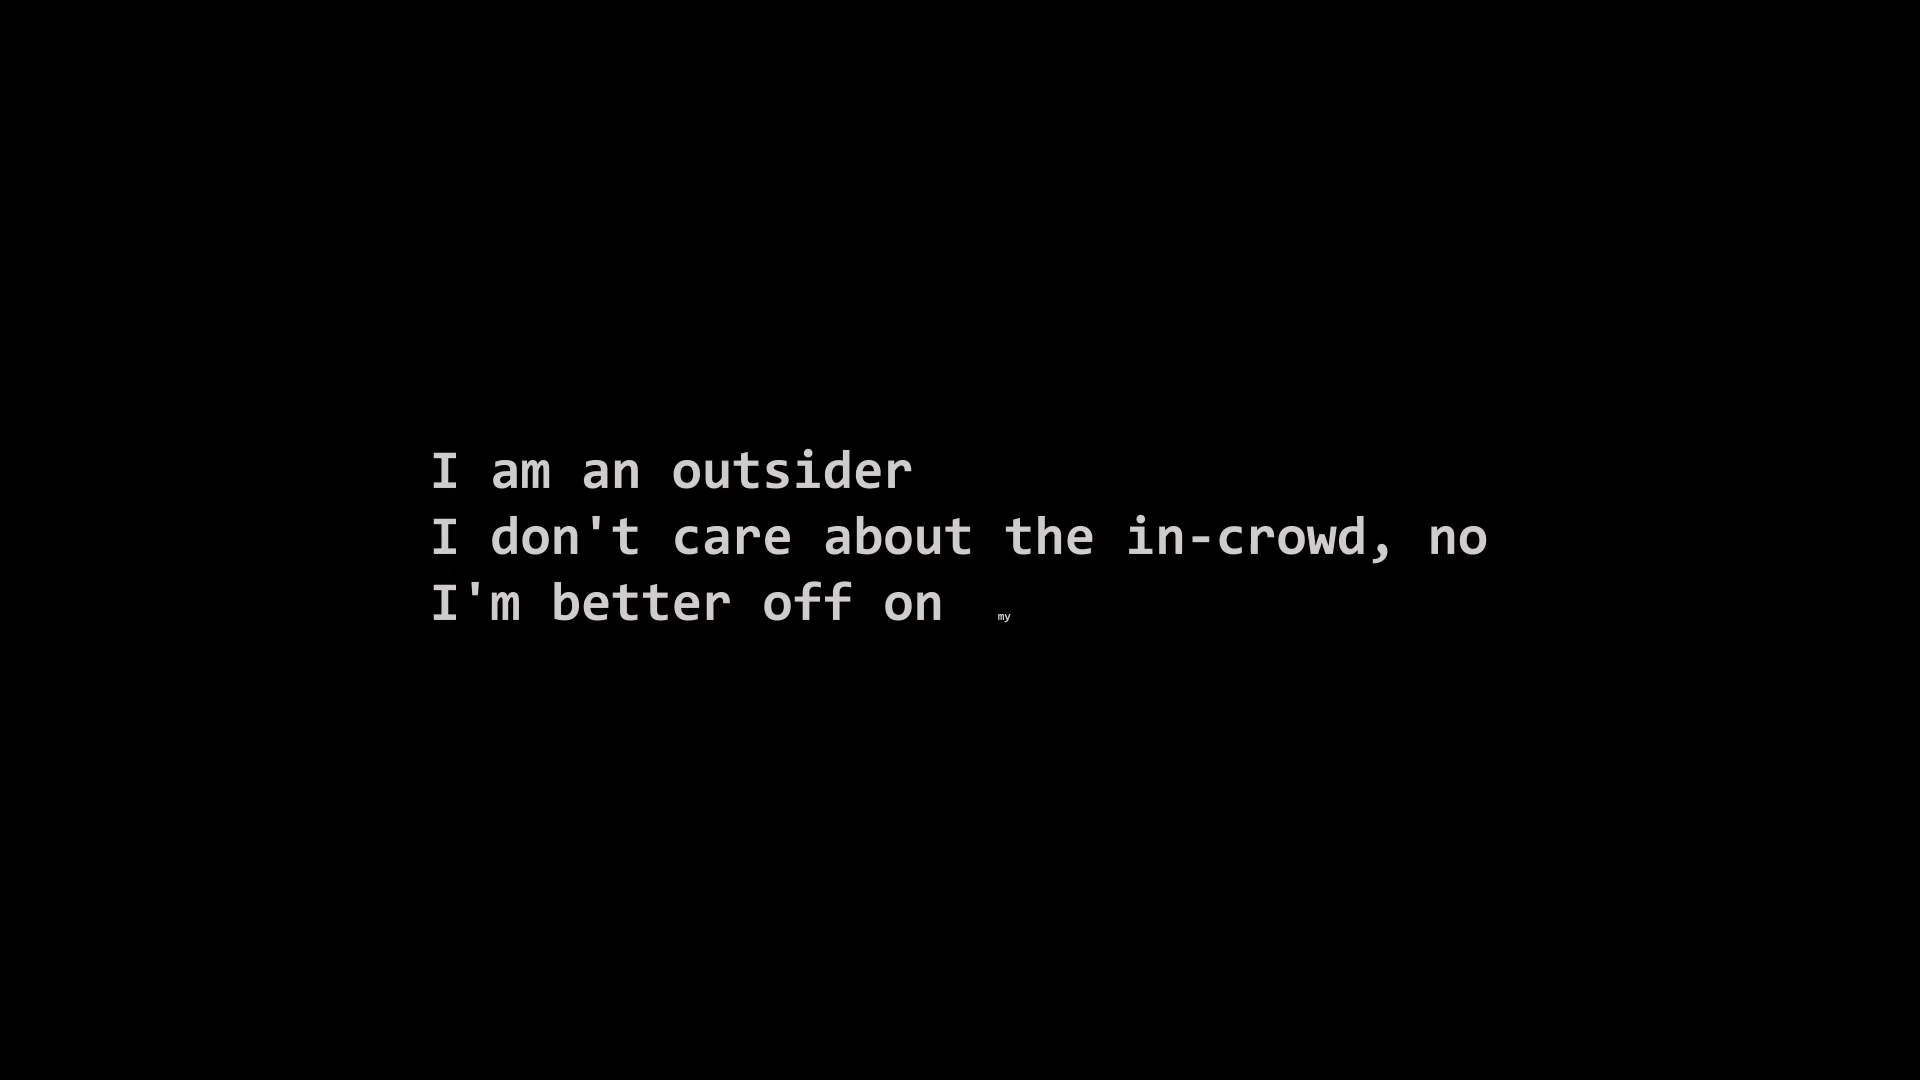 I am an outsider
I don't care about the in-crowd, no
I'm better off on my